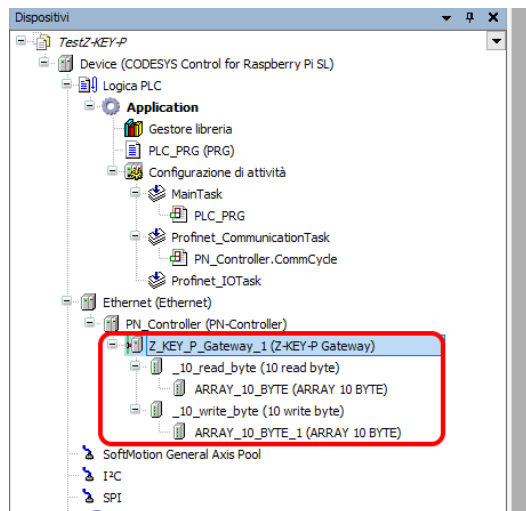 Dispositivi
TestZ-KEY-P
Device (CODESYS Control for Raspberry Pi SL)
Logica PLC
Application
Gestore libreria
PLC_PRG (PRG)
Configurazione di attività
MainTask
PLC_PRG
Profinet_CommunicationTask
PN_Controller.CommCycle
Profinet_IOTask
Ethernet (Ethernet)
PN_Controller (PN-Controller)
Z_KEY_P_Gateway_1 (Z-KEY-P Gateway)
_10_read_byte (10 read byte)
ARRAY_10_BYTE (ARRAY 10 BYTE)
_10_write_byte (10 write byte)
ARRAY_10_BYTE_1 (ARRAY 10 BYTE)
SoftMotion General Axis Pool
I²C
SPI